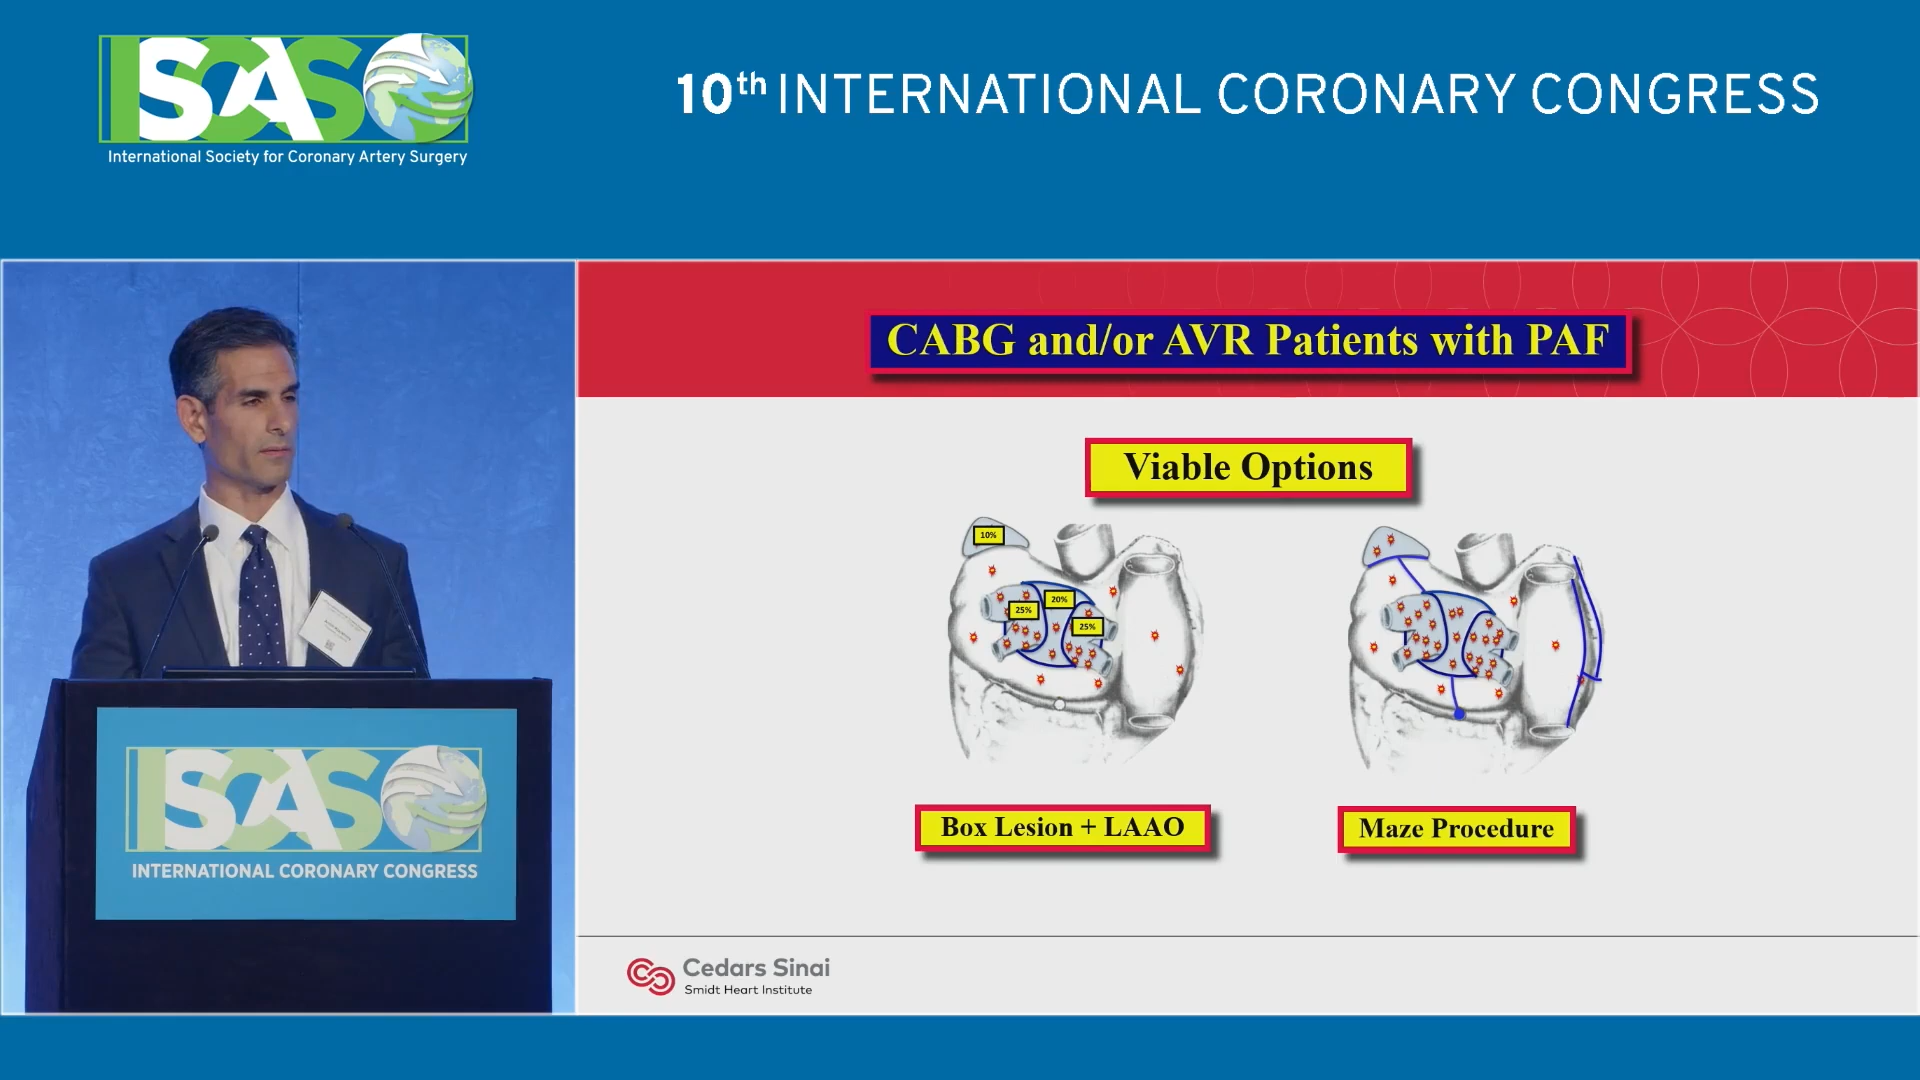 ISCAS
International Society for Coronary Artery Surgery
10th INTERNATIONAL CORONARY CONGRESS
CABG and/or AVR Patients with PAF
Viable Options
10%
20%
25%
25%
Box Lesion + LAAO
Maze Procedure
Cedars Sinai
Smidt Heart Institute
ISCAS
INTERNATIONAL CORONARY CONGRESS